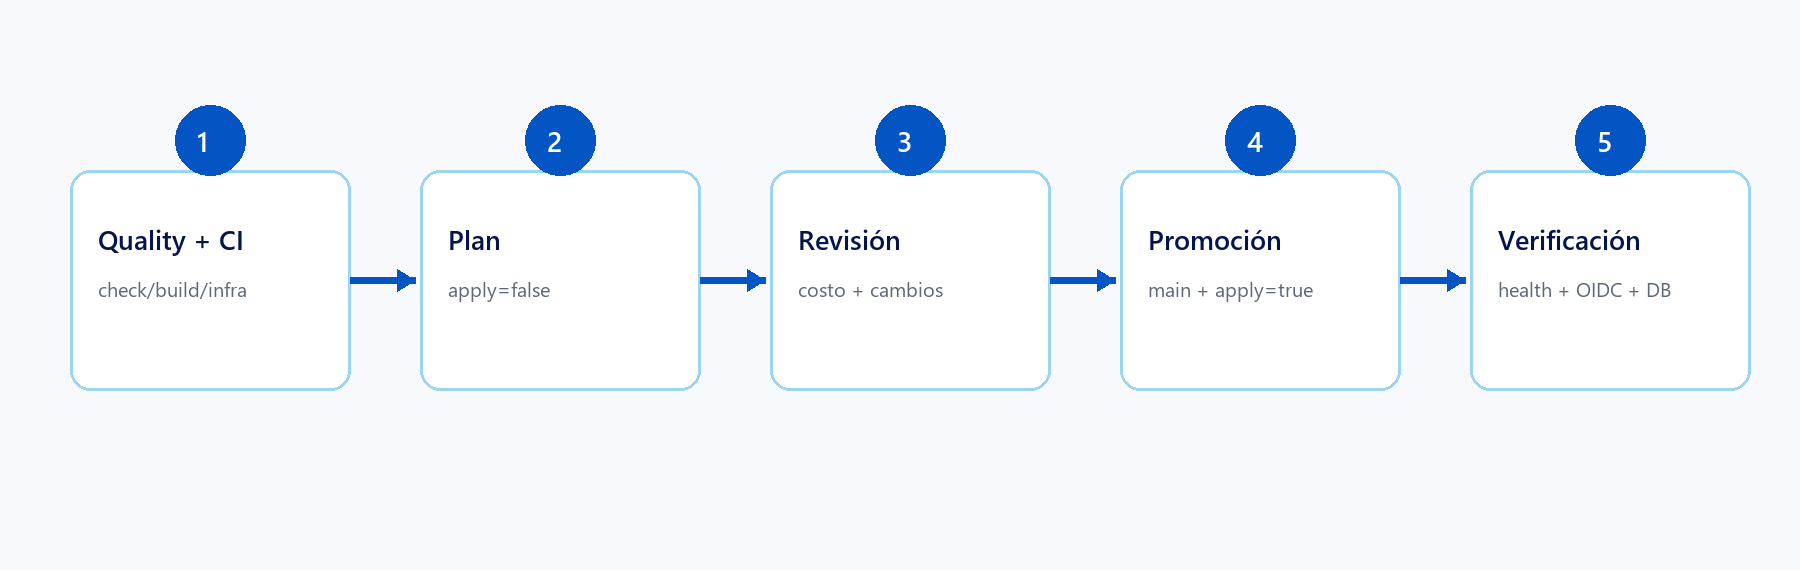 1
Quality + CI
check/build/infra
2
Plan
apply=false
3
Revisión
costo + cambios
4
Promoción
main + apply=true
5
Verificación
health + OIDC + DB